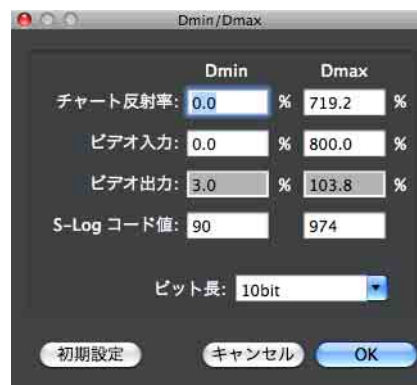 Dmin/Dmax
Dmin Dmax
チャート反射率: 0.0 % 719.2 %
ビデオ入力: 0.0 % 800.0 %
ビデオ出力: 3.0 % 103.8 %
S-Log コード値: 90 974
ビット長: 10bit
初期設定 キャンセル OK